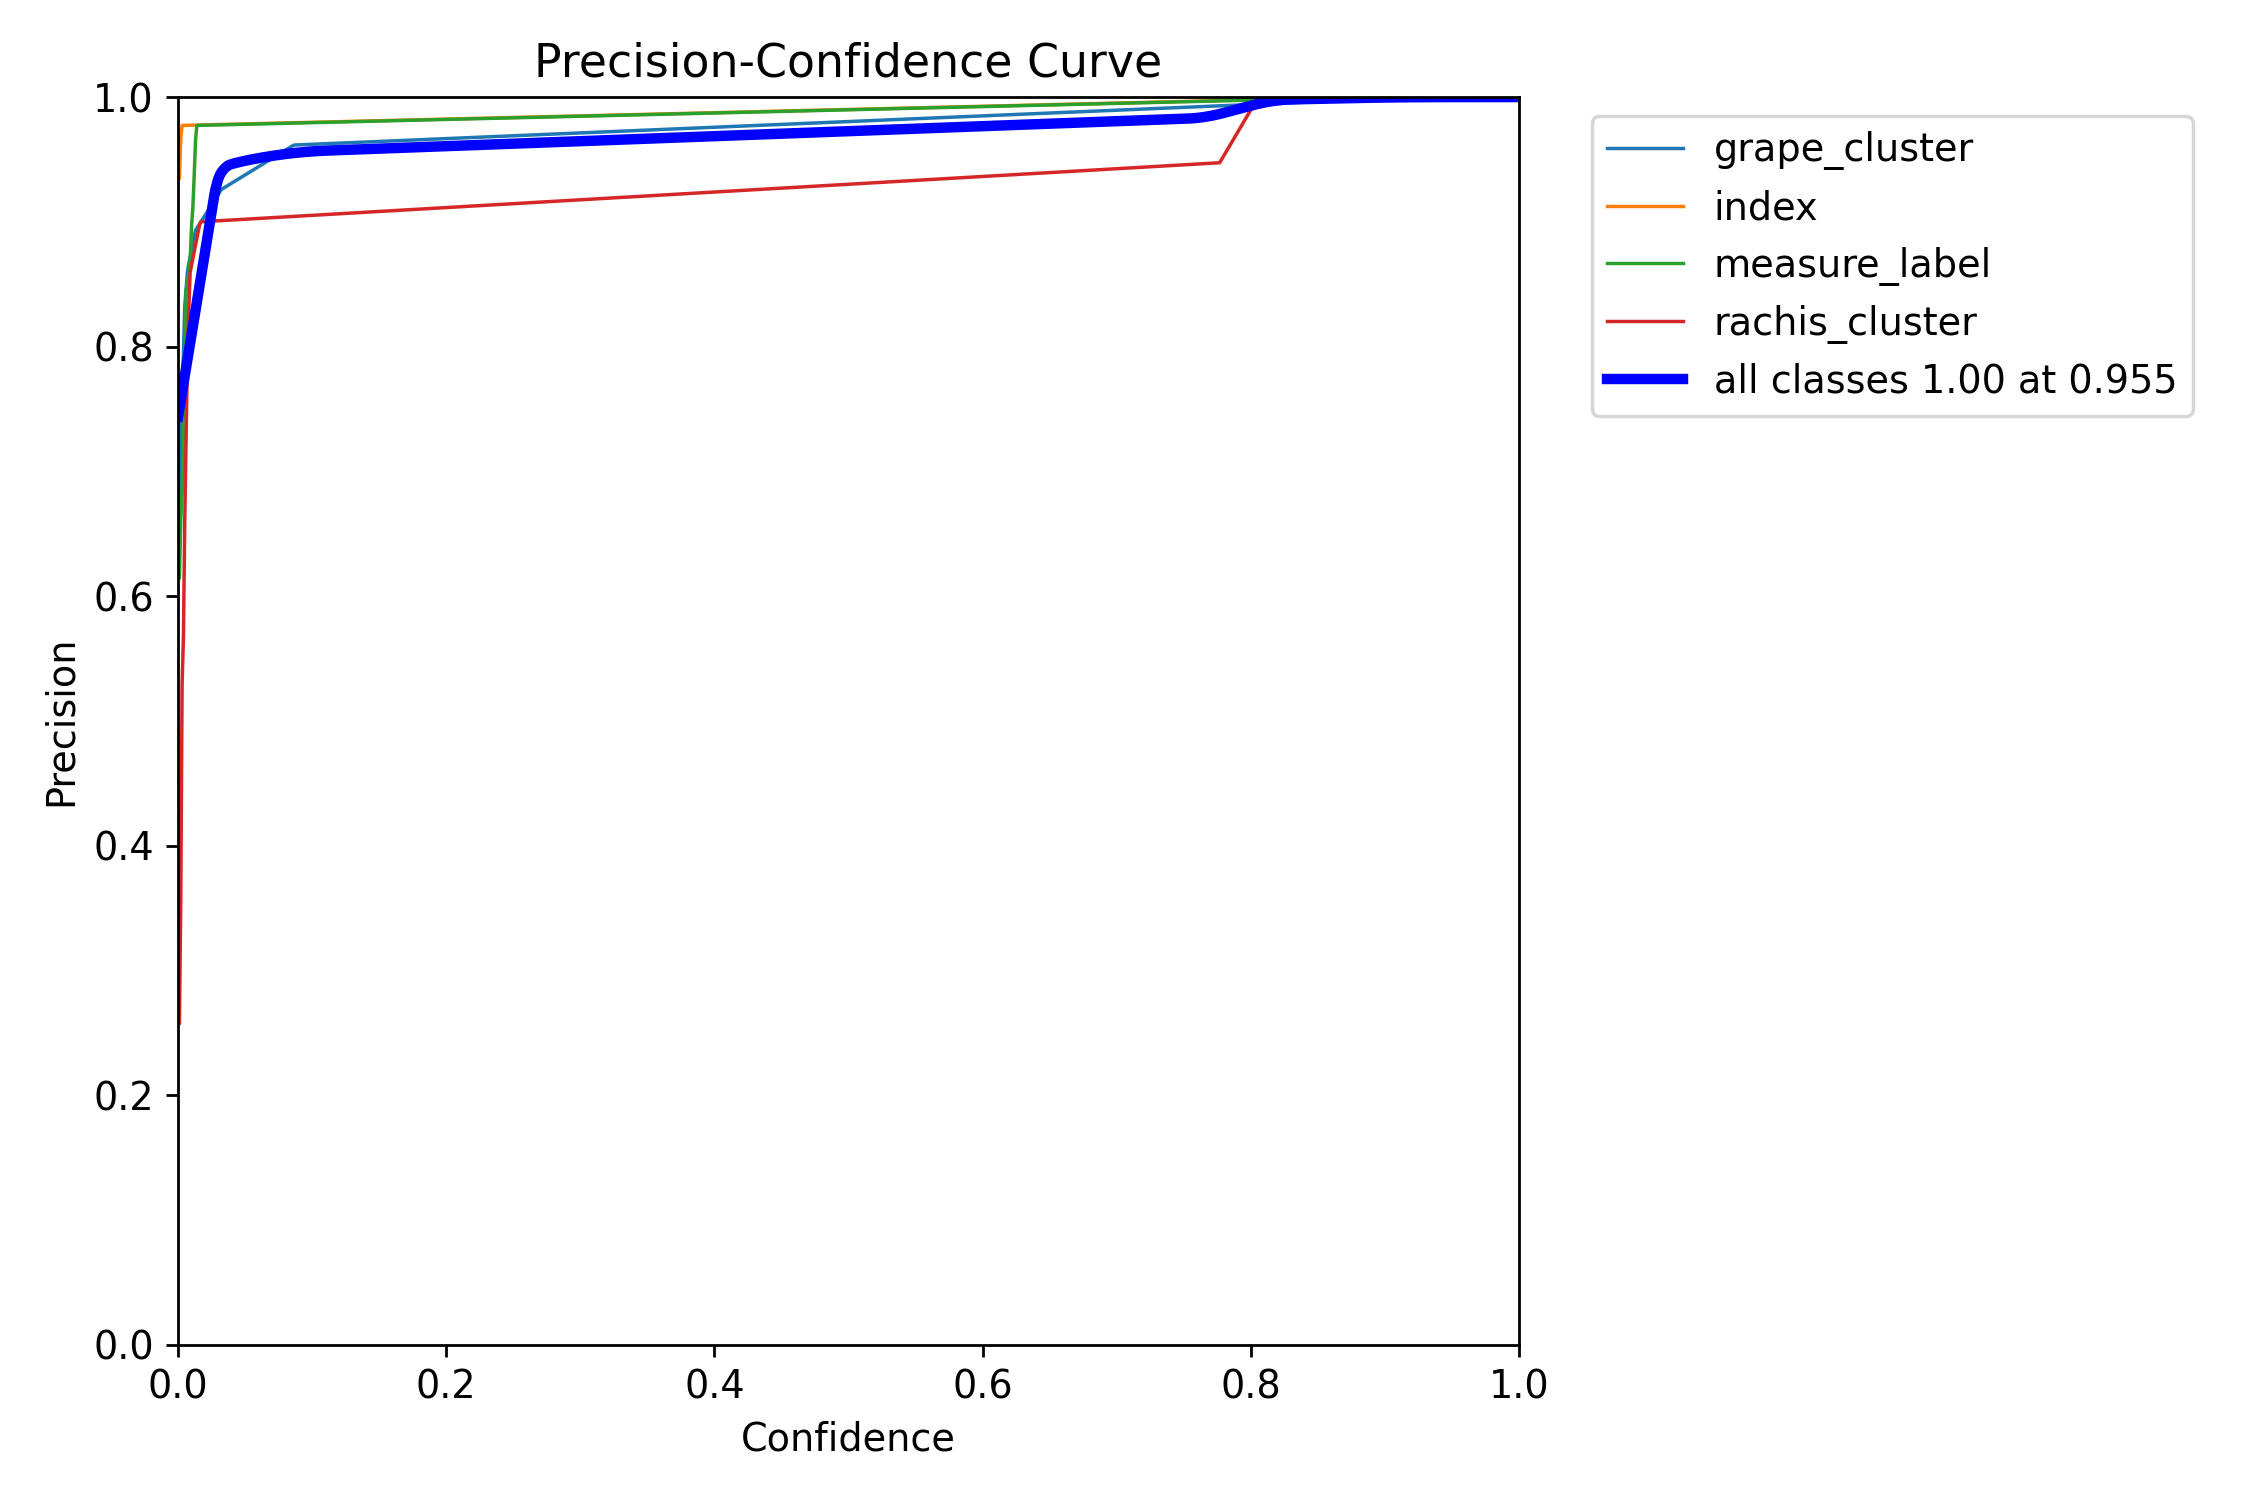 Precision-Confidence Curve
1.0
0.8
0.6
0.4
0.2
0.0
Precision
0.0 0.2 0.4 0.6 0.8 1.0
Confidence
grape_cluster
index
measure_label
rachis_cluster
all classes 1.00 at 0.955